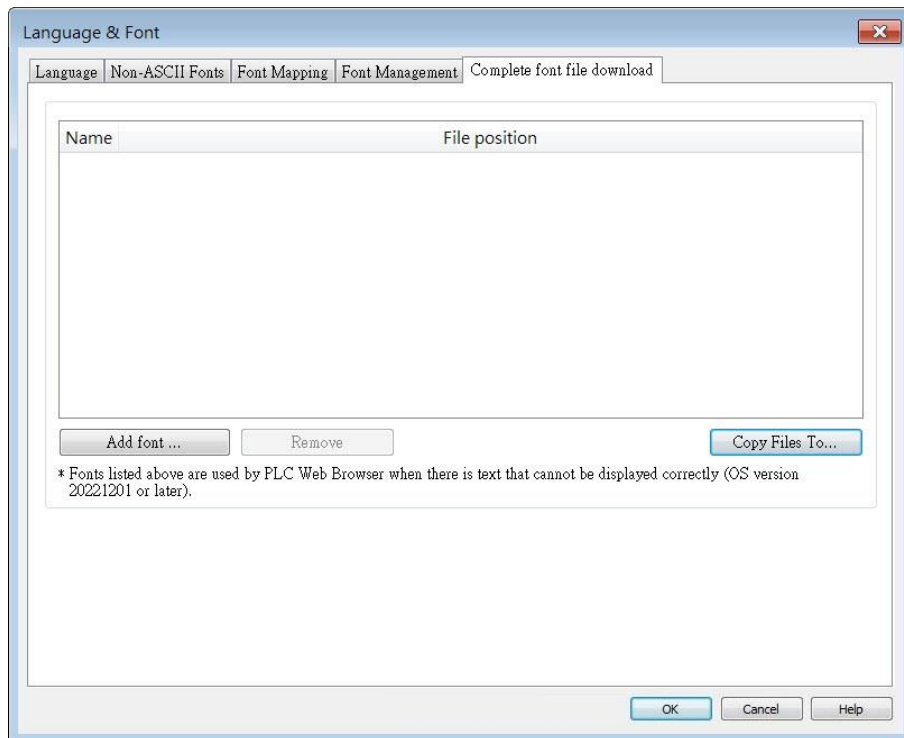 Language & Font
Language Non-ASCII Fonts Font Mapping Font Management Complete font file download
Name File position
Add font ... Remove Copy Files To...
* Fonts listed above are used by PLC Web Browser when there is text that cannot be displayed correctly (OS version
20221201 or later).
OK Cancel Help